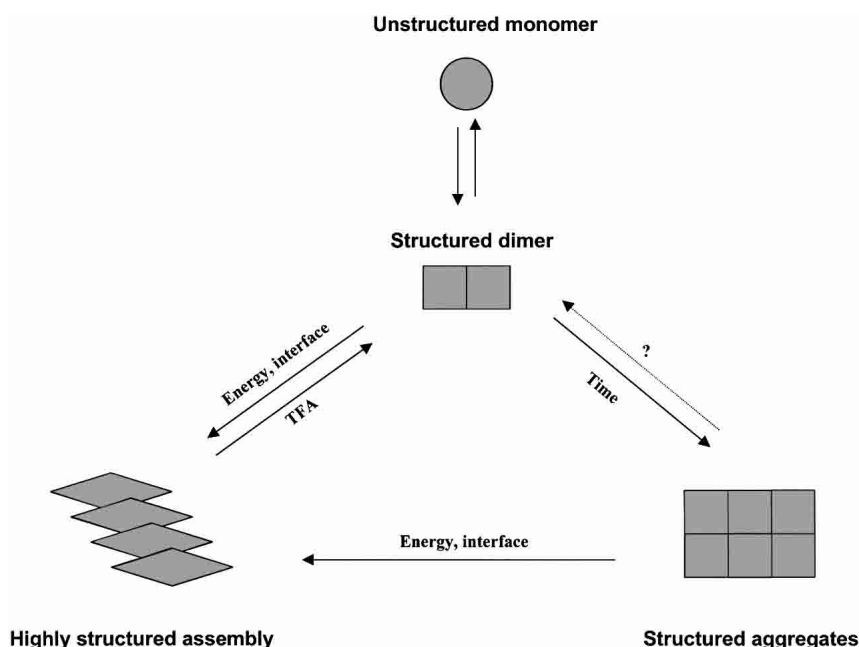 Unstructured monomer
Structured dimer
Energy, interface
TFA
?
Time
Energy, interface
Highly structured assembly
Structured aggregates